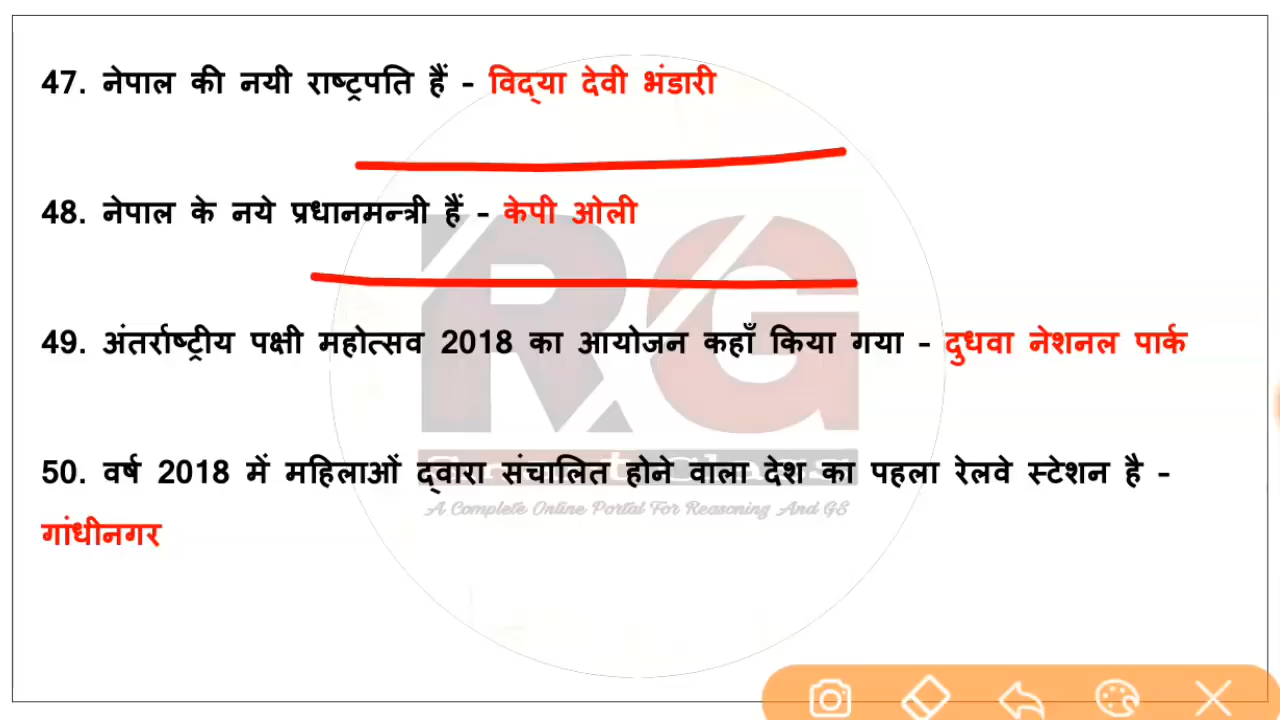 47. नेपाल की नयी राष्ट्रपति हैं - विद्या देवी भंडारी
48. नेपाल के नये प्रधानमन्त्री हैं - केपी ओली
49. अंतर्राष्ट्रीय पक्षी महोत्सव 2018 का आयोजन कहाँ किया गया - दुधवा नेशनल पार्क
50. वर्ष 2018 में महिलाओं द्वारा संचालित होने वाला देश का पहला रेलवे स्टेशन है -
गांधीनगर
RG
A Complete Online Portal For Reasoning And GS